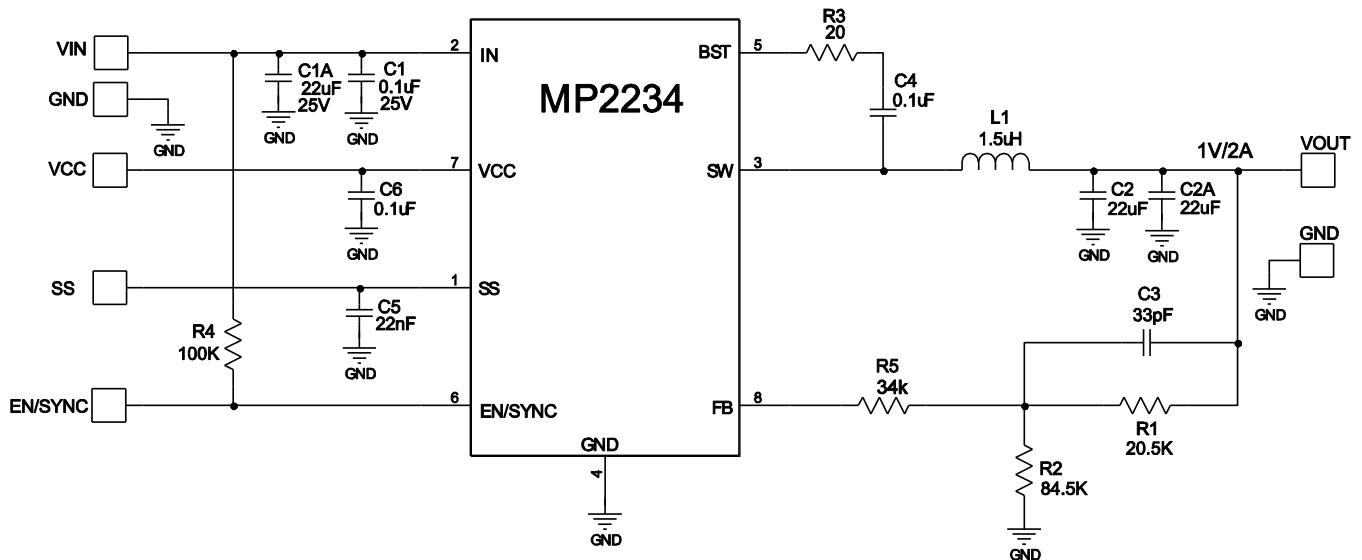 VIN
GND
GND
VCC
SS
EN/SYNC
C1A
22uF
25V
GND
C1
0.1uF
25V
GND
C6
0.1uF
GND
C5
22nF
GND
R4
100K
2
IN
7
VCC
1
SS
6
EN/SYNC
MP2234
GND
4
GND
BST
5
SW
3
FB
8
R3
20
C4
0.1uF
L1
1.5uH
1V/2A
VOUT
C2
22uF
GND
C2A
22uF
GND
GND
GND
C3
33pF
R5
34k
R1
20.5K
R2
84.5K
GND